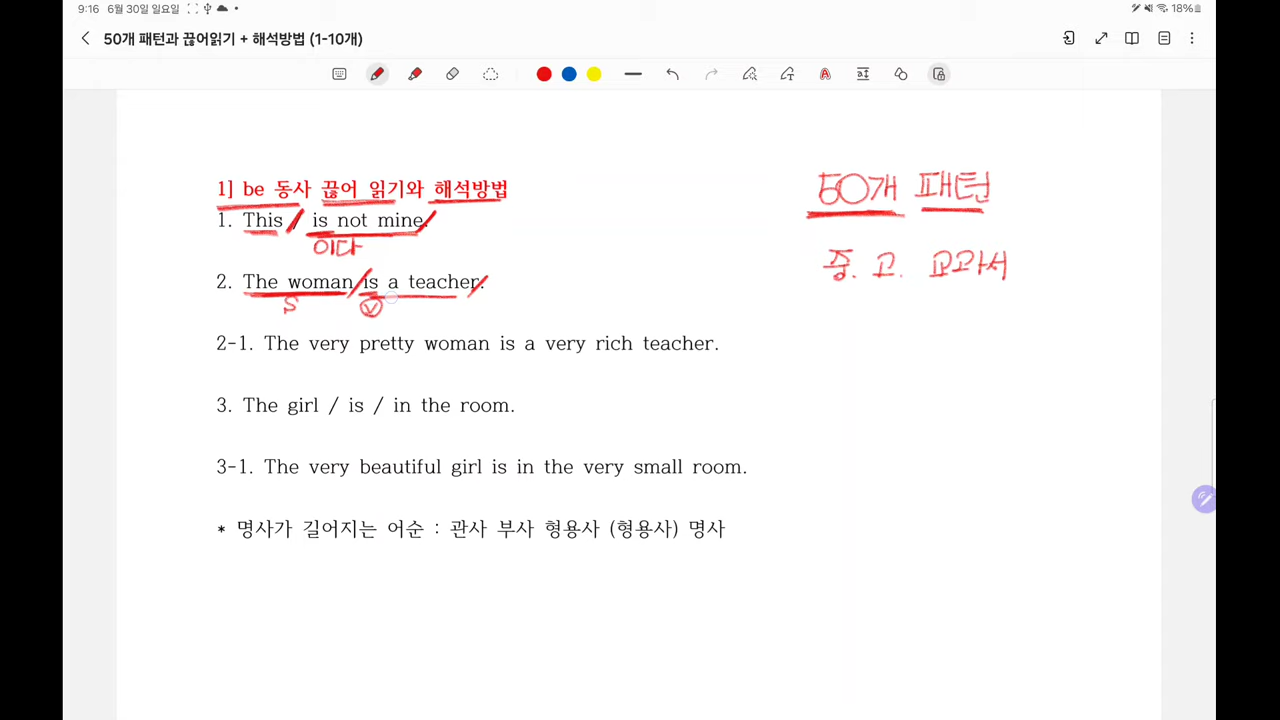 9:16 6월 30일 일요일
18%
50개 패턴과 끊어읽기 + 해석방법 (1-10개)
1] be 동사 끊어 읽기와 해석방법
50개 패턴
1. This / is not mine. /
이다
중. 고. 교과서
2. The woman / is a teacher. /
S V
2-1. The very pretty woman is a very rich teacher.
3. The girl / is / in the room.
3-1. The very beautiful girl is in the very small room.
* 명사가 길어지는 어순 : 관사 부사 형용사 (형용사) 명사